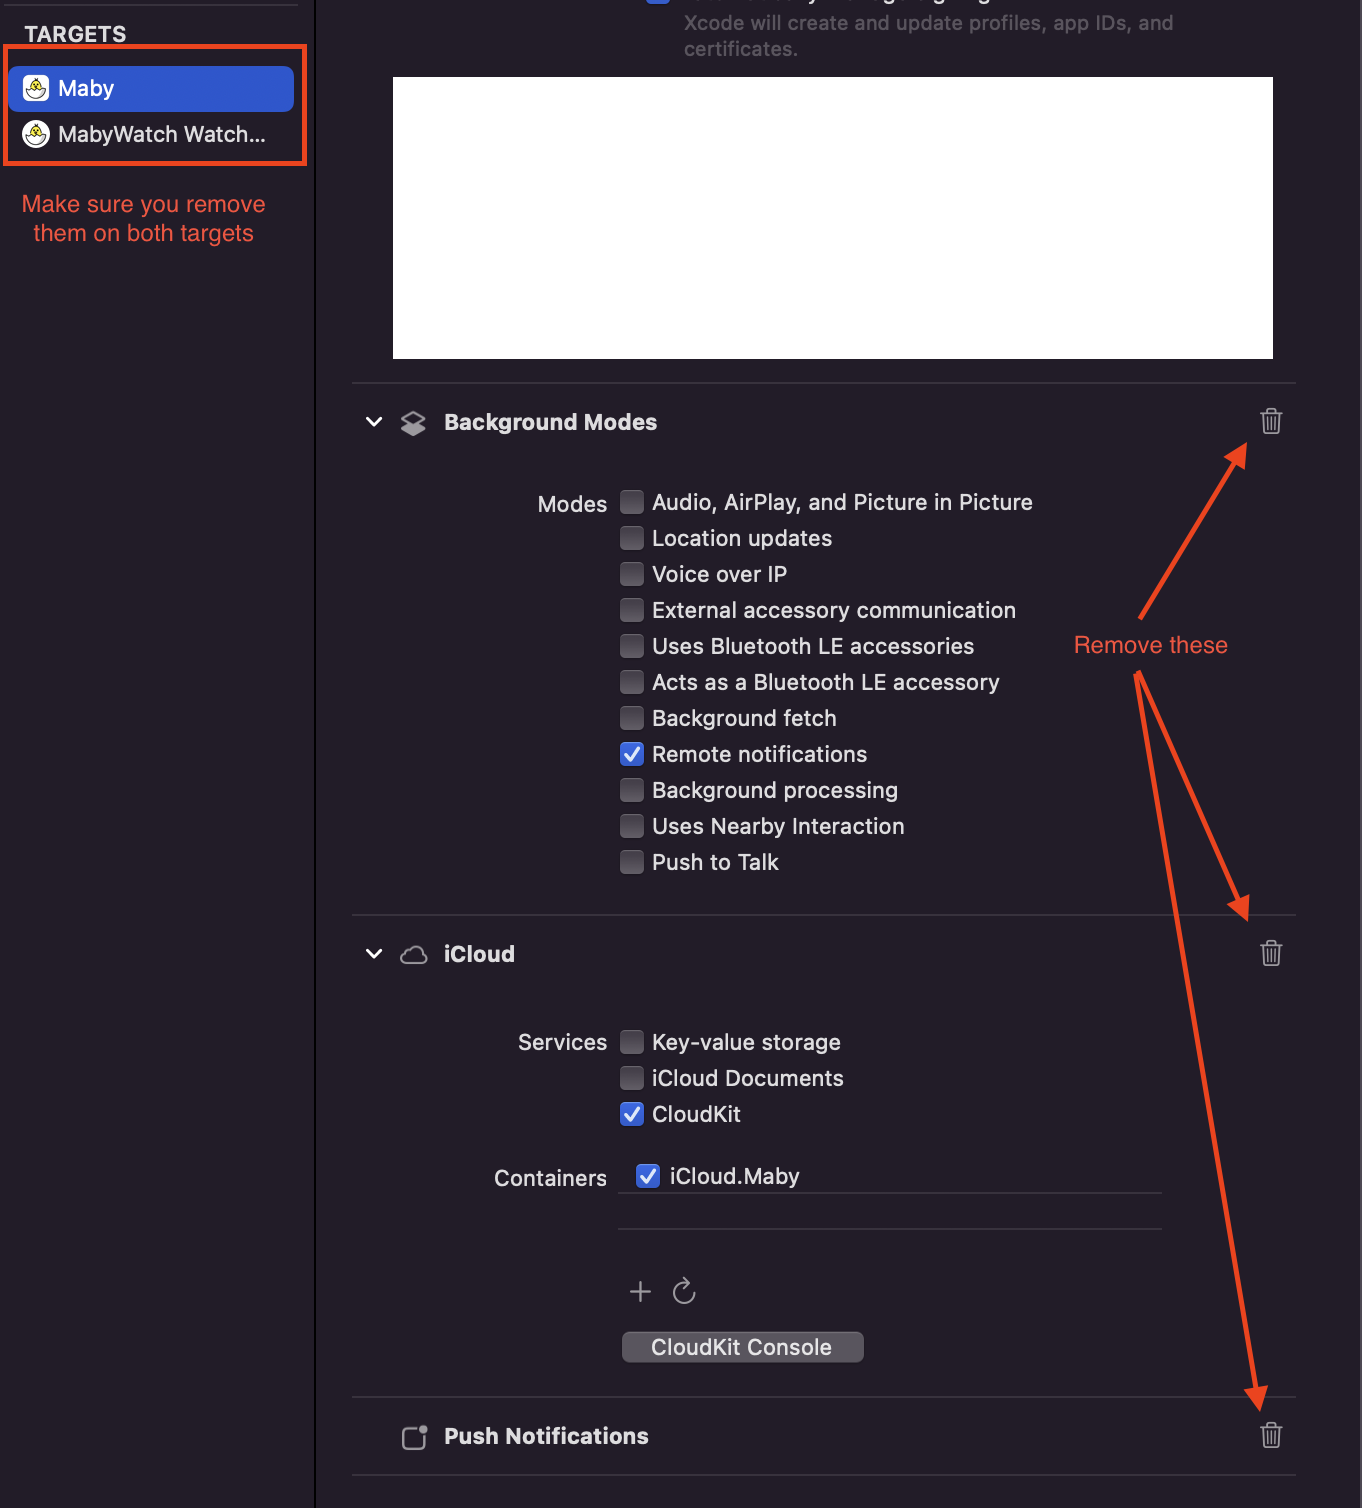 Xcode will create and update profiles, app IDs, and
certificates.
TARGETS
Maby
MabyWatch Watch...
Make sure you remove
them on both targets
Background Modes
Modes
Audio, AirPlay, and Picture in Picture
Location updates
Voice over IP
External accessory communication
Uses Bluetooth LE accessories
Acts as a Bluetooth LE accessory
Background fetch
Remote notifications
Background processing
Uses Nearby Interaction
Push to Talk
Remove these
iCloud
Services
Key-value storage
iCloud Documents
CloudKit
Containers
iCloud.Maby
CloudKit Console
Push Notifications